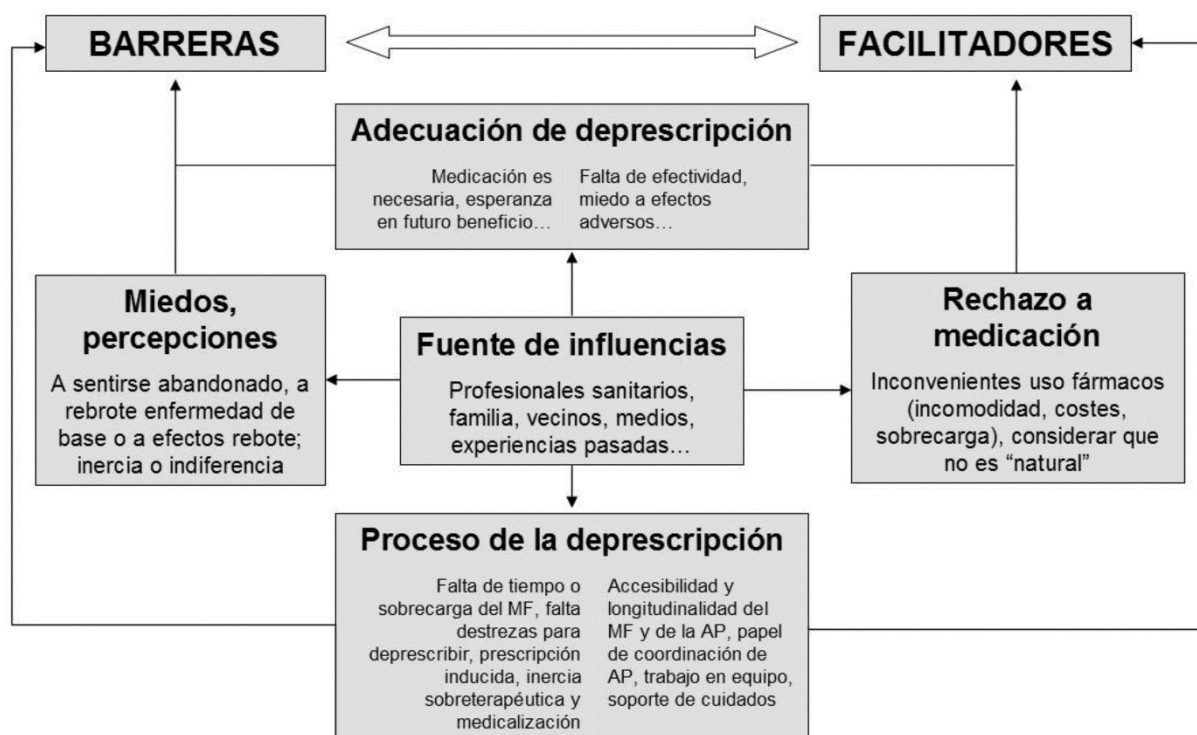 BARRERAS
FACILITADORES
Adecuación de deprescripción
Medicación es
necesaria, esperanza
en futuro beneficio…
Falta de efectividad,
miedo a efectos
adversos…
Miedos,
percepciones
A sentirse abandonado, a
rebrote enfermedad de
base o a efectos rebote;
inercia o indiferencia
Fuente de influencias
Profesionales sanitarios,
familia, vecinos, medios,
experiencias pasadas…
Rechazo a
medicación
Inconvenientes uso fármacos
(incomodidad, costes,
sobrecarga), considerar que
no es “natural”
Proceso de la deprescripción
Falta de tiempo o
sobrecarga del MF, falta
destrezas para
deprescribir, prescripción
inducida, inercia
sobreterapéutica y
medicalización
Accesibilidad y
longitudinalidad del
MF y de la AP, papel
de coordinación de
AP, trabajo en equipo,
soporte de cuidados